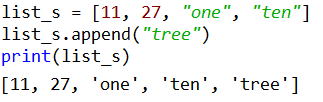 list_s = [11, 27, "one", "ten"]
list_s.append("tree")
print(list_s)
[11, 27, 'one', 'ten', 'tree']